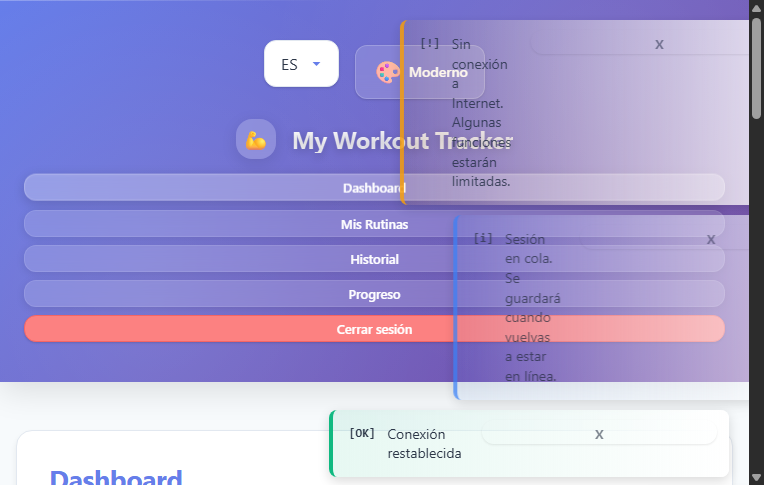 ES
Moderno
My Workout Tracker
Dashboard
Mis Rutinas
Historial
Progreso
Cerrar sesión
[!] Sin X
conexión
a
Internet.
Algunas
funciones
estarán
limitadas.
[i] Sesión X
en cola.
Se
guardará
cuando
vuelvas
a estar
en línea.
[OK] Conexión X
restablecida
Dashboard